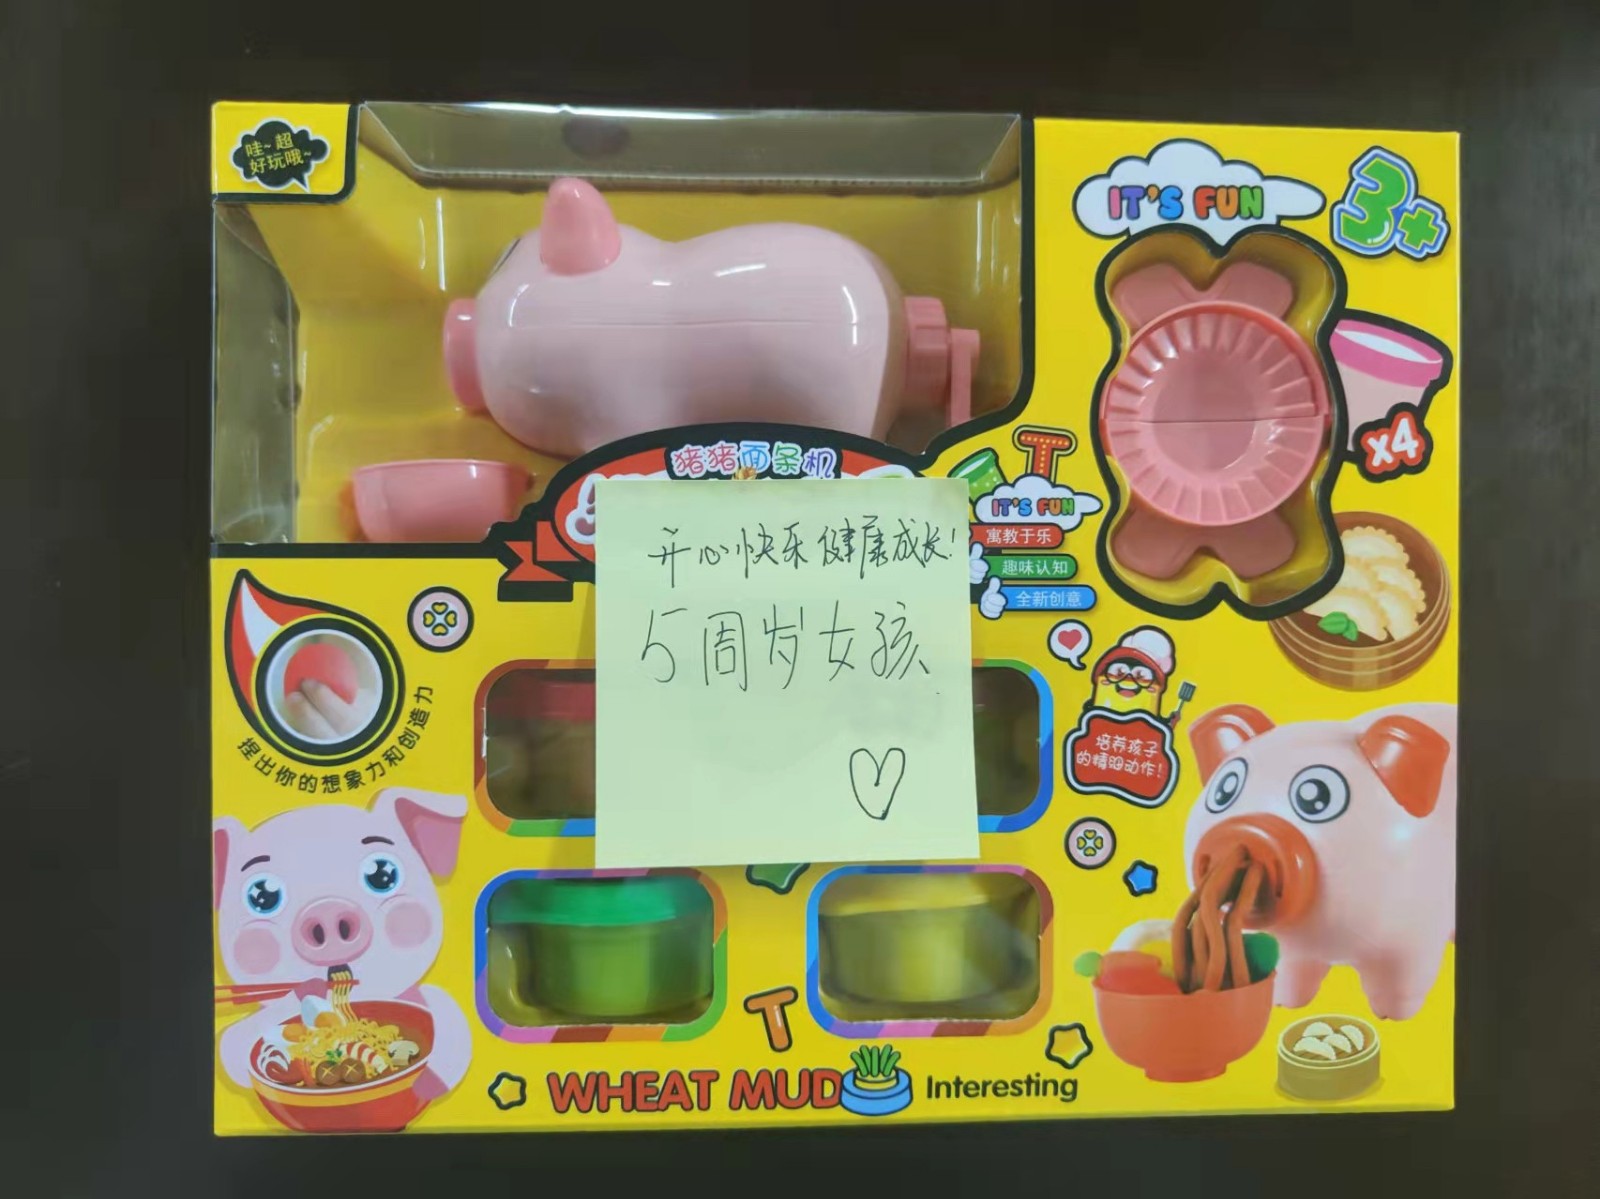 哇~超
好玩哦~
IT'S FUN
3+
x4
猪猪面条机
IT'S FUN
寓教于乐
趣味认知
全新创意
开心快乐健康成长!
5周岁女孩
捏出你的想象力和创造力
培养孩子
的精细动作!
WHEAT MUD
Interesting